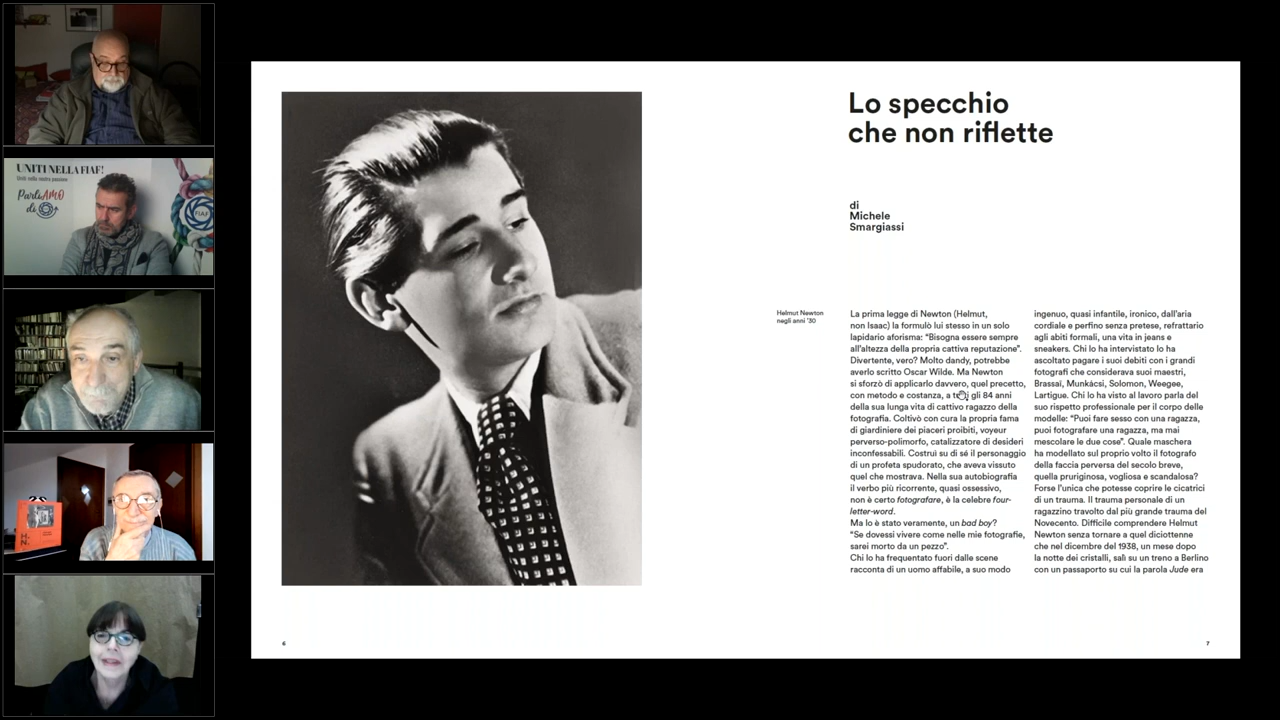 UNITI NELLA FIAF!
Uniti nella nostra passione
ParliAMO
di
FIAF
Lo specchio
che non riflette
di
Michele
Smargiassi
Helmut Newton
negli anni '30
La prima legge di Newton (Helmut,
non Isaac) la formulò lui stesso in un solo
lapidario aforisma: “Bisogna essere sempre
all’altezza della propria cattiva reputazione”.
Divertente, vero? Molto dandy, potrebbe
averlo scritto Oscar Wilde. Ma Newton
si sforzò di applicarlo davvero, quel precetto,
con metodo e costanza, a gli 84 anni
della sua lunga vita di cattivo ragazzo della
fotografia. Coltivò con cura la propria fama
di giardiniere dei piaceri proibiti, voyeur
perverso-polimorfo, catalizzatore di desideri
inconfessabili. Costruì su di sé il personaggio
di un profeta spudorato, che aveva vissuto
quel che mostrava. Nella sua autobiografia
il verbo più ricorrente, quasi ossessivo,
non è certo fotografare, è la celebre four-
letter-word.
Ma lo è stato veramente, un bad boy?
“Se dovessi vivere come nelle mie fotografie,
sarei morto da un pezzo”.
Chi lo ha frequentato fuori dalle scene
racconta di un uomo affabile, a suo modo
ingenuo, quasi infantile, ironico, dall’aria
cordiale e perfino senza pretese, refrattario
agli abiti formali, una vita in jeans e
sneakers. Chi lo ha intervistato lo ha
ascoltato pagare i suoi debiti con i grandi
fotografi che considerava suoi maestri,
Brassaï, Munkácsi, Solomon, Weegee,
Lartigue. Chi lo ha visto al lavoro parla del
suo rispetto professionale per il corpo delle
modelle: “Puoi fare sesso con una ragazza,
puoi fotografare una ragazza, ma mai
mescolare le due cose”. Quale maschera
ha modellato sul proprio volto il fotografo
della faccia perversa del secolo breve,
quella pruriginosa, vogliosa e scandalosa?
Forse l’unica che potesse coprire le cicatrici
di un trauma. Il trauma personale di un
ragazzino travolto dal più grande trauma del
Novecento. Difficile comprendere Helmut
Newton senza tornare a quel diciottenne
che nel dicembre del 1938, un mese dopo
la notte dei cristalli, salì su un treno a Berlino
con un passaporto su cui la parola Jude era
6
7